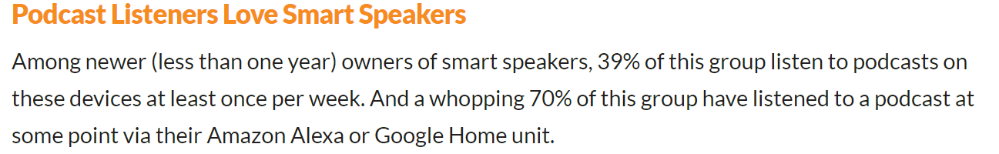 Podcast Listeners Love Smart Speakers
Among newer (less than one year) owners of smart speakers, 39% of this group listen to podcasts on
these devices at least once per week. And a whopping 70% of this group have listened to a podcast at
some point via their Amazon Alexa or Google Home unit.